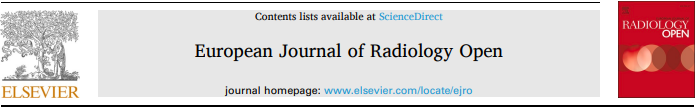 Contents lists available at ScienceDirect
European Journal of Radiology Open
journal homepage: www.elsevier.com/locate/ejro
ELSEVIER
RADIOLOGY
OPEN